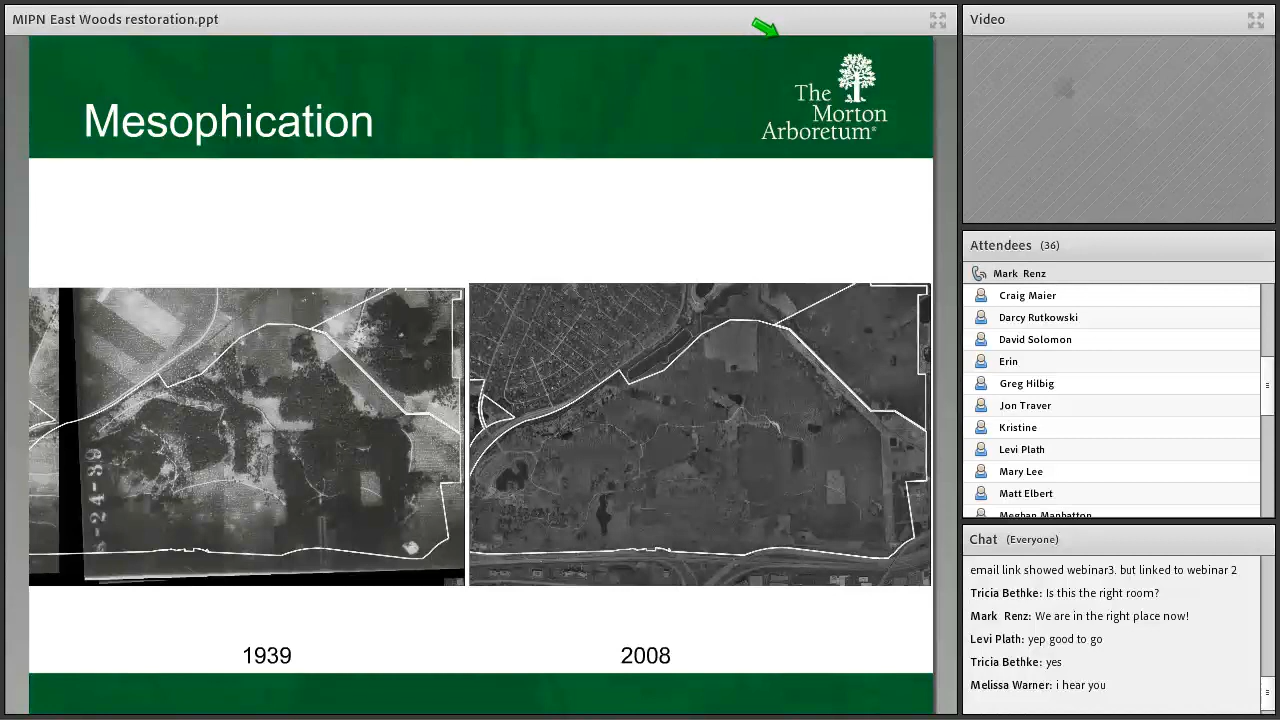 MIPN East Woods restoration.ppt
Mesophication
The
Morton
Arboretum®
1939
2008
Video
Attendees (36)
Mark Renz
Craig Maier
Darcy Rutkowski
David Solomon
Erin
Greg Hilbig
Jon Traver
Kristine
Levi Plath
Mary Lee
Matt Elbert
Meghan Manhatton
Chat (Everyone)
email link showed webinar3. but linked to webinar 2
Tricia Bethke: Is this the right room?
Mark Renz: We are in the right place now!
Levi Plath: yep good to go
Tricia Bethke: yes
Melissa Warner: i hear you